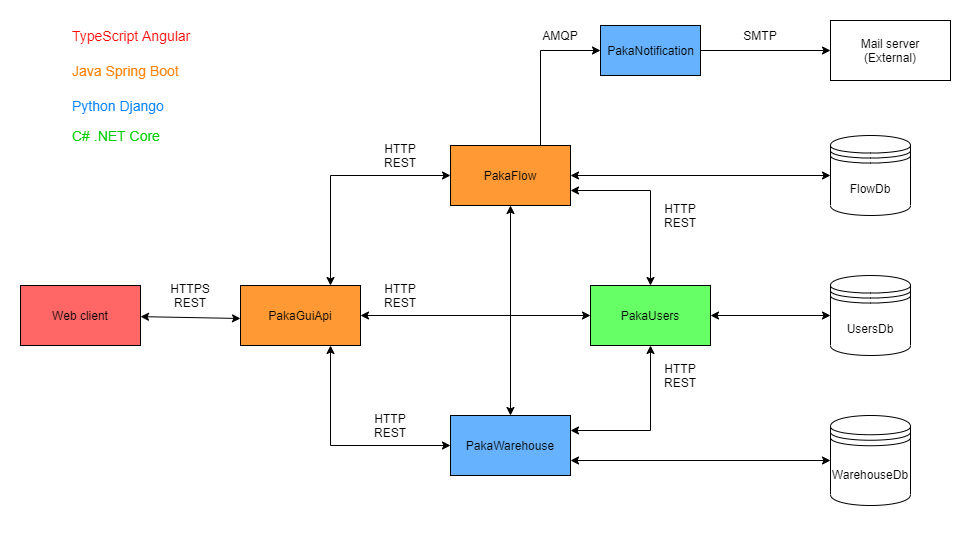 TypeScript Angular
Java Spring Boot
Python Django
C# .NET Core
AMQP
PakaNotification
SMTP
Mail server
(External)
HTTP
REST
PakaFlow
FlowDb
HTTP
REST
HTTPS
REST
HTTP
REST
Web client
PakaGuiApi
PakaUsers
UsersDb
HTTP
REST
HTTP
REST
PakaWarehouse
WarehouseDb